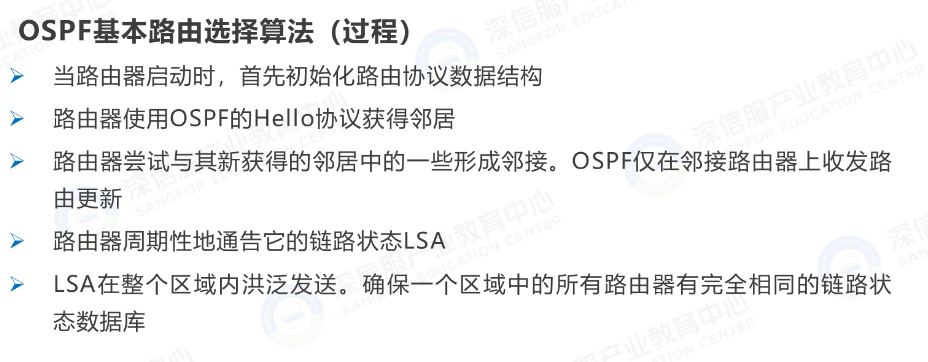 OSPF基本路由选择算法（过程）
当路由器启动时，首先初始化路由协议数据结构
路由器使用OSPF的Hello协议获得邻居
路由器尝试与其新获得的邻居中的一些形成邻接。OSPF仅在邻接路由器上收发路
由更新
路由器周期性地通告它的链路状态LSA
LSA在整个区域内洪泛发送。确保一个区域中的所有路由器有完全相同的链路状
态数据库
深信服产业教育中心
SANGFOR EDUCATION CENTER